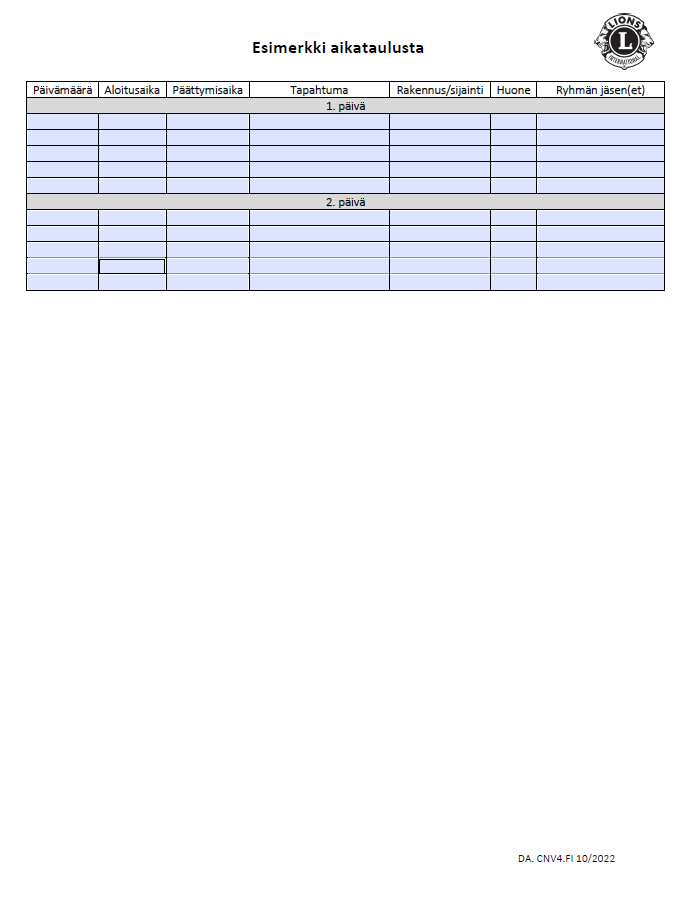 LIONS
L
INTERNATIONAL
Esimerkki aikataulusta
Päivämäärä Aloitusaika Päättymisaika Tapahtuma Rakennus/sijainti Huone Ryhmän jäsen(et)
1. päivä
2. päivä
DA. CNV4.FI 10/2022